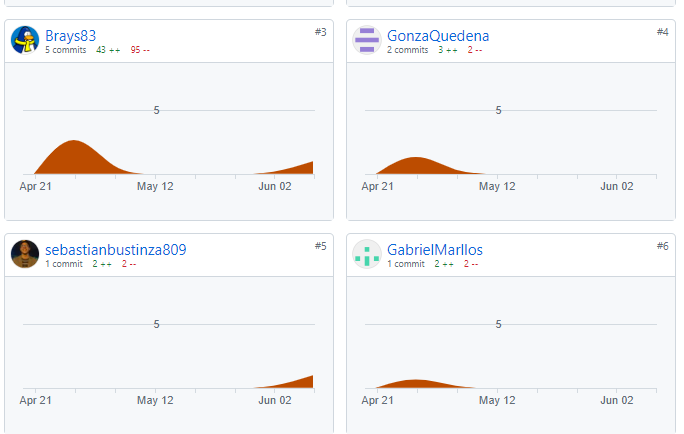 Brays83 #3
5 commits 43 ++ 95 --
5
Apr 21 May 12 Jun 02
GonzaQuedena #4
2 commits 3 ++ 2 --
5
Apr 21 May 12 Jun 02
sebastianbustinza809 #5
1 commit 2 ++ 2 --
5
Apr 21 May 12 Jun 02
GabrielMarllos #6
1 commit 2 ++ 2 --
5
Apr 21 May 12 Jun 02